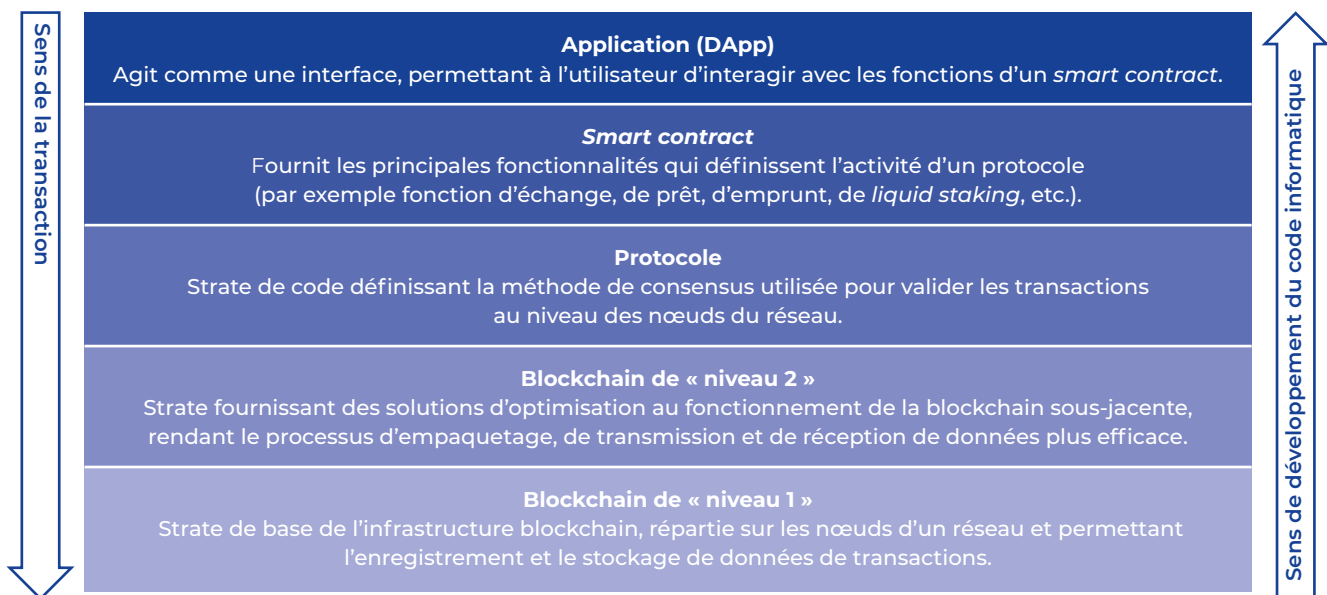 Sens de la transaction
Application (DApp)
Agit comme une interface, permettant à l’utilisateur d’interagir avec les fonctions d’un smart contract.
Smart contract
Fournit les principales fonctionnalités qui définissent l’activité d’un protocole
(par exemple fonction d’échange, de prêt, d’emprunt, de liquid staking, etc.).
Protocole
Strate de code définissant la méthode de consensus utilisée pour valider les transactions
au niveau des nœuds du réseau.
Blockchain de « niveau 2 »
Strate fournissant des solutions d’optimisation au fonctionnement de la blockchain sous-jacente,
rendant le processus d’empaquetage, de transmission et de réception de données plus efficace.
Blockchain de « niveau 1 »
Strate de base de l’infrastructure blockchain, répartie sur les nœuds d’un réseau et permettant
l’enregistrement et le stockage de données de transactions.
Sens de développement du code informatique